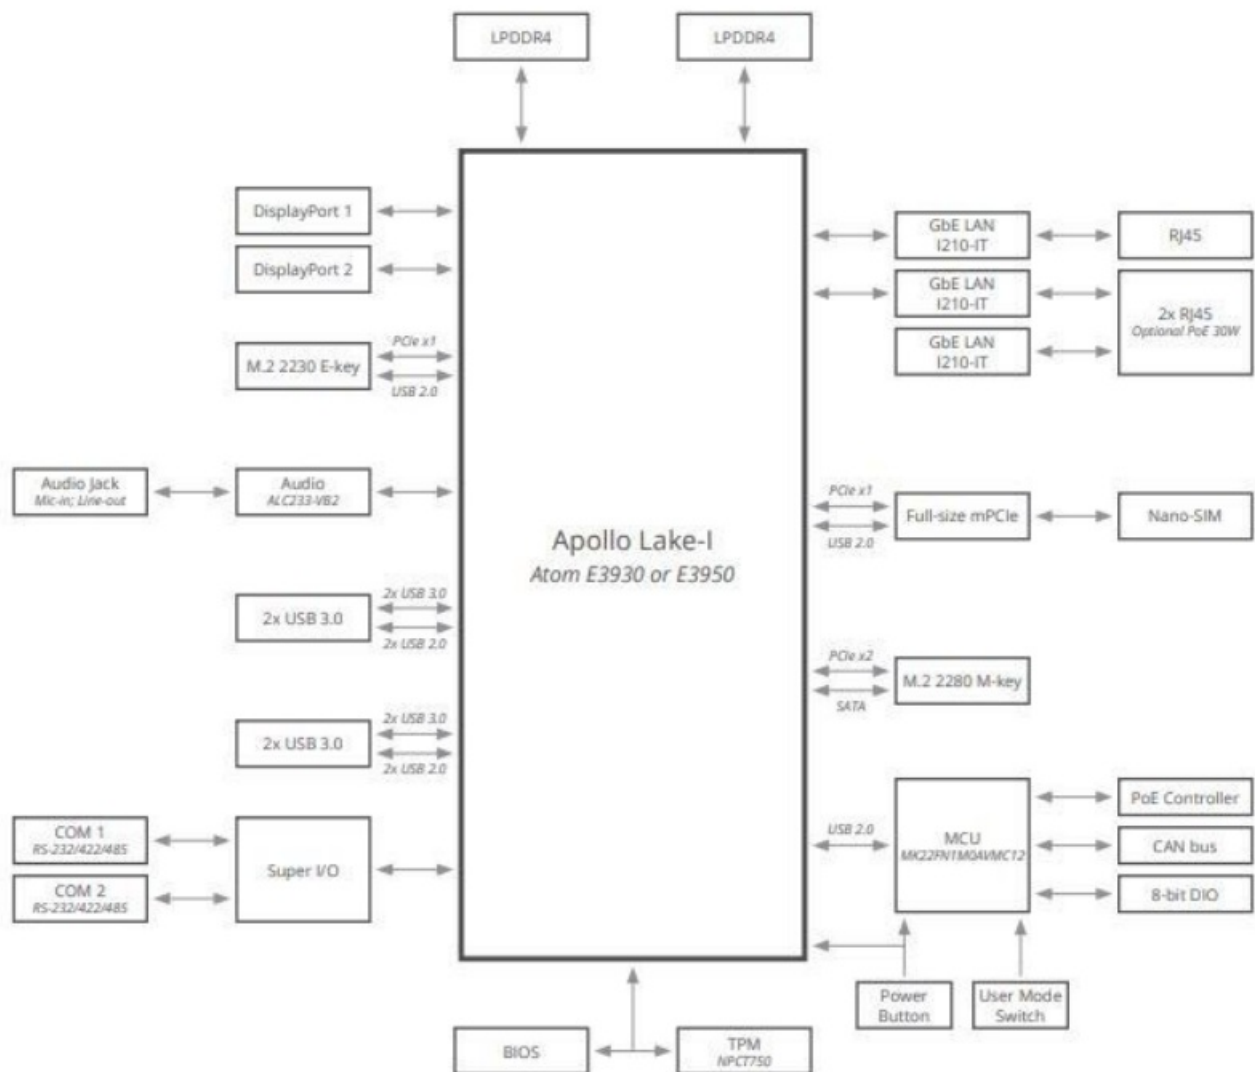 LPDDR4
LPDDR4
DisplayPort 1
DisplayPort 2
PCIe x1
M.2 2230 E-key
USB 2.0
Audio Jack
Mic-in; Line-out
Audio
ALC233-VB2
2x USB 3.0
2x USB 3.0
2x USB 2.0
2x USB 3.0
2x USB 3.0
2x USB 2.0
COM 1
RS-232/422/485
COM 2
RS-232/422/485
Super I/O
Apollo Lake-I
Atom E3930 or E3950
GbE LAN
I210-IT
RJ45
GbE LAN
I210-IT
GbE LAN
I210-IT
2x RJ45
Optional PoE 30W
PCIe x1
Full-size mPCIe
USB 2.0
Nano-SIM
PCIe x2
M.2 2280 M-key
SATA
USB 2.0
MCU
MK22FN1M0AVMC12
PoE Controller
CAN bus
8-bit DIO
Power
Button
User Mode
Switch
BIOS
TPM
NPCT750